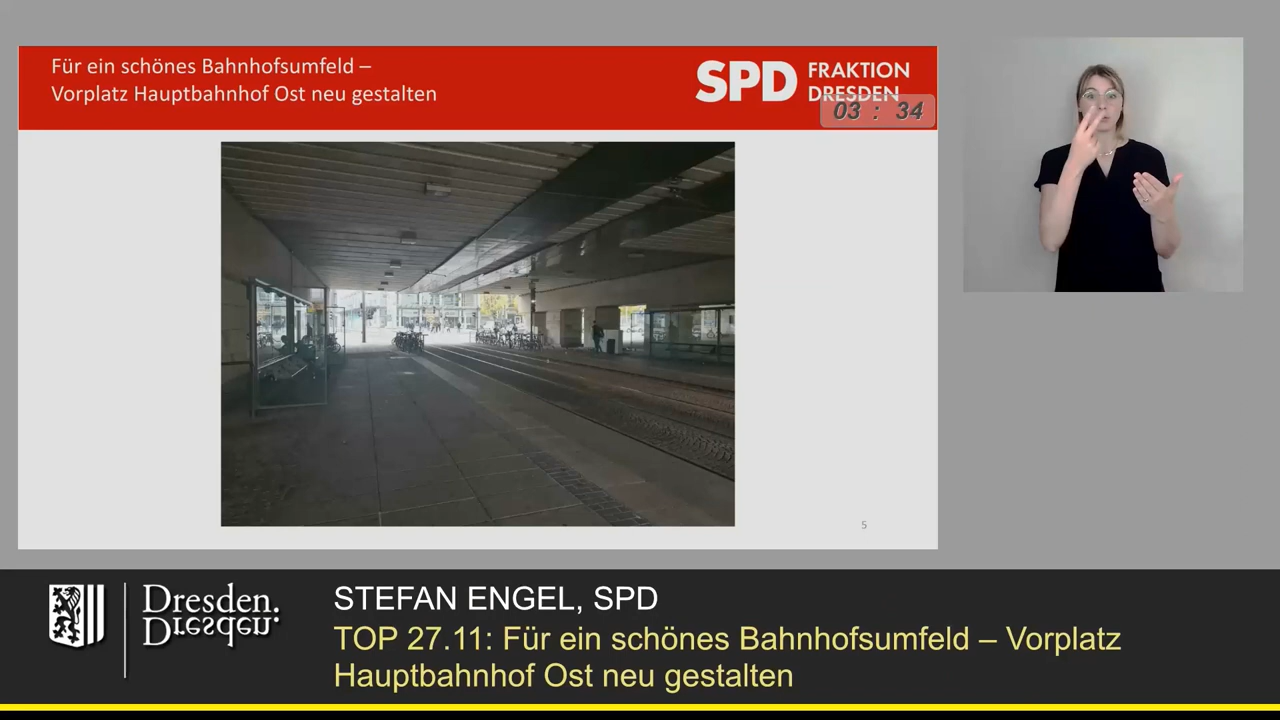 Für ein schönes Bahnhofsumfeld –
Vorplatz Hauptbahnhof Ost neu gestalten
SPD FRAKTION
DRESDEN
03 : 34
5
Dresden.
Dresden.
STEFAN ENGEL, SPD
TOP 27.11: Für ein schönes Bahnhofsumfeld – Vorplatz
Hauptbahnhof Ost neu gestalten